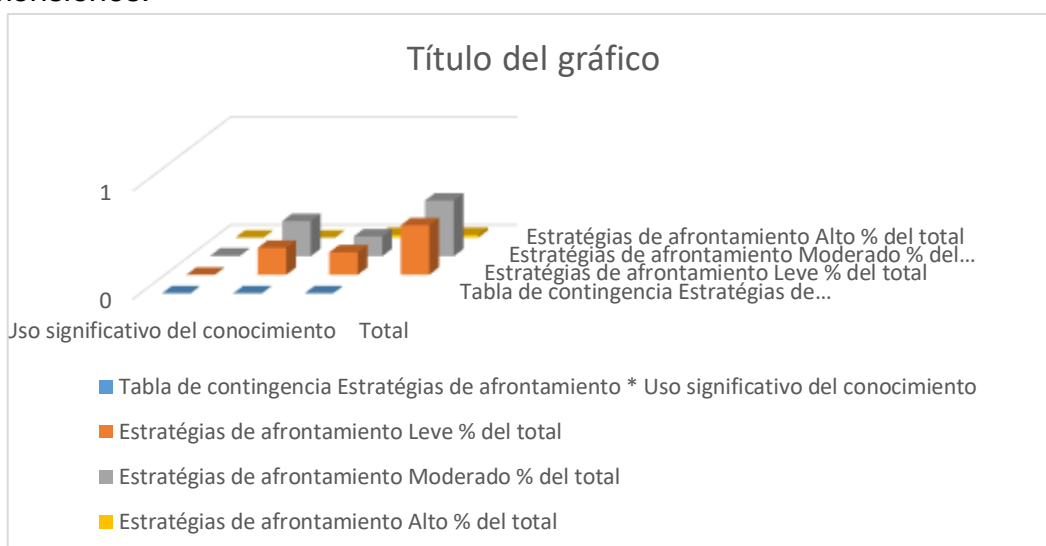 Título del gráfico
1
0
Estratégias de afrontamiento Alto % del total
Estratégias de afrontamiento Moderado % del…
Estratégias de afrontamiento Leve % del total
Tabla de contingencia Estratégias de…
Uso significativo del conocimiento Total
Tabla de contingencia Estratégias de afrontamiento * Uso significativo del conocimiento
Estratégias de afrontamiento Leve % del total
Estratégias de afrontamiento Moderado % del total
Estratégias de afrontamiento Alto % del total